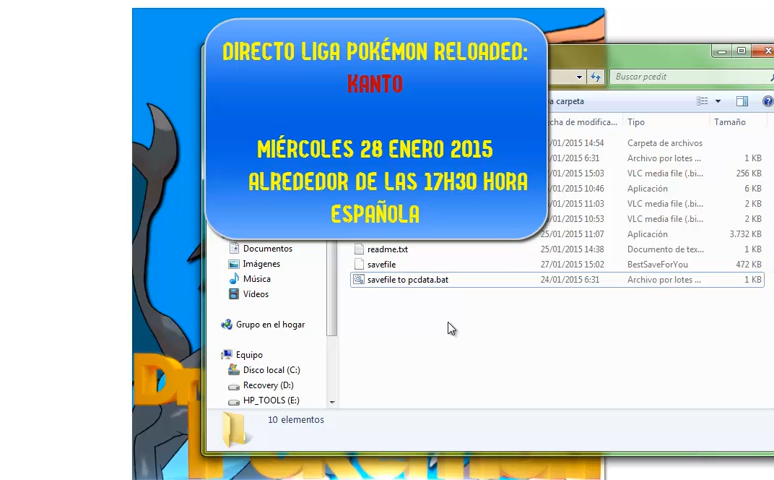 DIRECTO LIGA POKÉMON RELOADED:
KANTO
MIÉRCOLES 28 ENERO 2015
ALREDEDOR DE LAS 17H30 HORA
ESPAÑOLA
Buscar pcedit
a carpeta
cha de modifica... Tipo Tamaño
/01/2015 14:54 Carpeta de archivos
/01/2015 6:31 Archivo por lotes ... 1 KB
/01/2015 15:03 VLC media file (.bi... 256 KB
/01/2015 10:46 Aplicación 6 KB
/01/2015 11:03 VLC media file (.bi... 2 KB
/01/2015 10:53 VLC media file (.bi... 2 KB
25/01/2015 11:07 Aplicación 3.732 KB
readme.txt 25/01/2015 14:38 Documento de tex... 1 KB
savefile 27/01/2015 15:02 BestSaveForYou 472 KB
savefile to pcdata.bat 24/01/2015 6:31 Archivo por lotes ... 1 KB
Documentos
Imágenes
Música
Vídeos
Grupo en el hogar
Equipo
Disco local (C:)
Recovery (D:)
HP_TOOLS (E:)
10 elementos